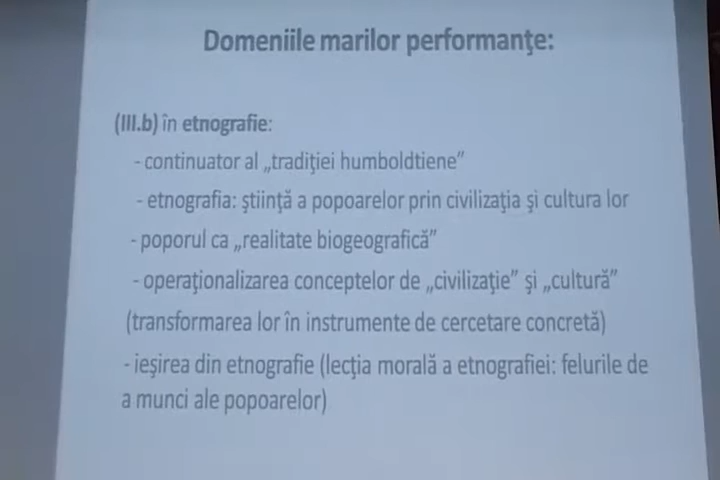 Domeniile marilor performanţe:
(III.b) în etnografie:
- continuator al „tradiţiei humboldtiene”
- etnografia: ştiinţă a popoarelor prin civilizaţia şi cultura lor
- poporul ca „realitate biogeografică”
- operaţionalizarea conceptelor de „civilizaţie” şi „cultură”
(transformarea lor în instrumente de cercetare concretă)
- ieşirea din etnografie (lecţia morală a etnografiei: felurile de
a munci ale popoarelor)